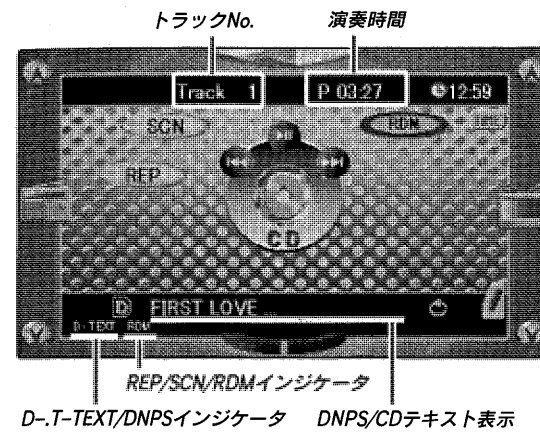 トラックNo.
演奏時間
Track 1
P 03:27
12:59
SCN
RDM
REP
CD
D FIRST LOVE...
D-TEXT RDM
REP/SCN/RDMインジケータ
D-.T-TEXT/DNPSインジケータ
DNPS/CDテキスト表示